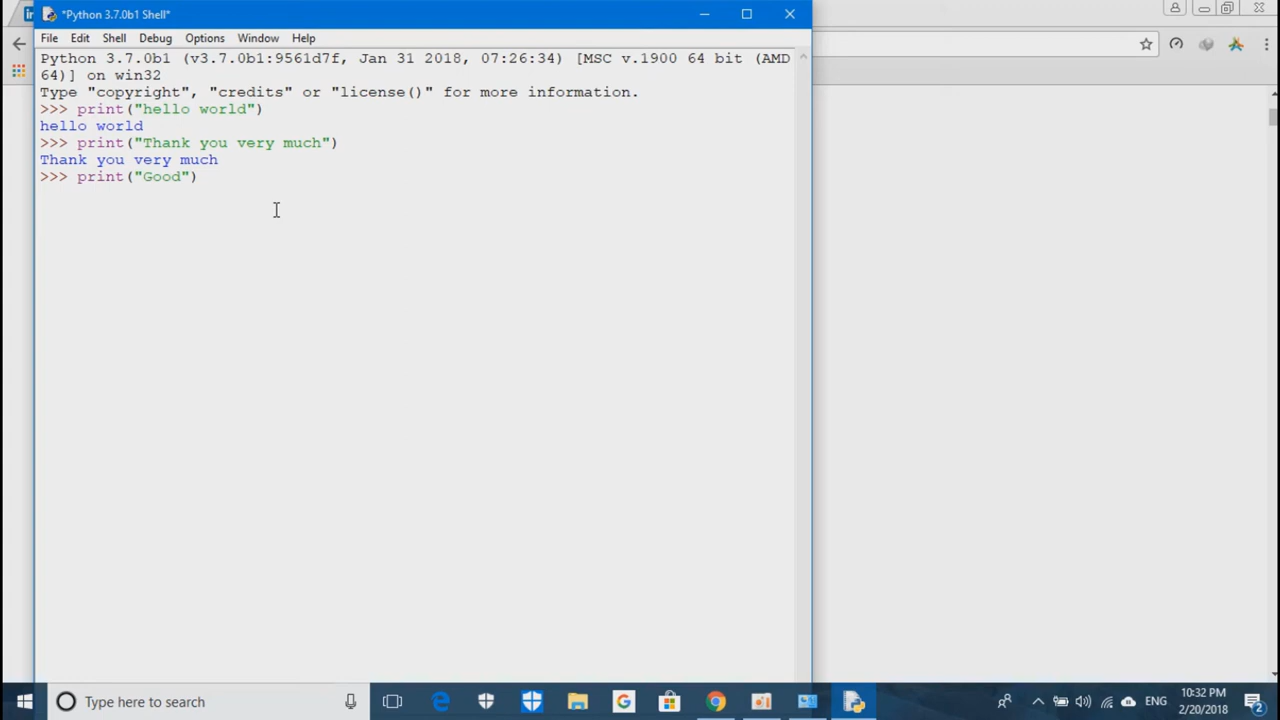 *Python 3.7.0b1 Shell*
File Edit Shell Debug Options Window Help
Python 3.7.0b1 (v3.7.0b1:9561d7f, Jan 31 2018, 07:26:34) [MSC v.1900 64 bit (AMD
64)] on win32
Type "copyright", "credits" or "license()" for more information.
>>> print("hello world")
hello world
>>> print("Thank you very much")
Thank you very much
>>> print("Good")
Type here to search
ENG
10:32 PM
2/20/2018
2